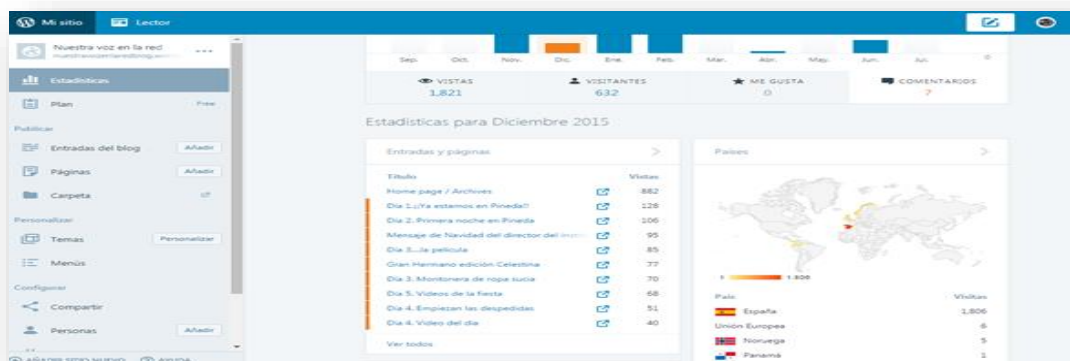 Mi sitio Lector
Nuestra voz en la red
Estadísticas
Plan Free
Publicar
Entradas del blog Añadir
Páginas Añadir
Carpeta
Personalizar
Temas Personalizar
Menús
Configurar
Compartir
Personas Añadir
AÑADIR SITIO NUEVO AYUDA
Sep. Oct. Nov. Dic. Ene. Feb. Mar. Abr. May. Jun. Jul. 0
VISTAS VISITANTES ME GUSTA COMENTARIOS
1,821 632 0 7
Estadísticas para Diciembre 2015
Entradas y páginas
Título Visitas
Home page / Archives 882
Día 1.¡¡Ya estamos en Pineda!! 128
Día 2. Primera noche en Pineda 106
Mensaje de Navidad del director del 95
Día 3...la película 85
Gran Hermano edición Celestina 77
Día 3. Montonera de ropa sucia 70
Día 5. Vídeos de la fiesta 68
Día 4. Empiezan las despedidas 51
Día 4. Vídeo del día 40
Ver todos
Países
1 1.806
País Visitas
España 1,806
Unión Europea 6
Noruega 5
Panamá 1